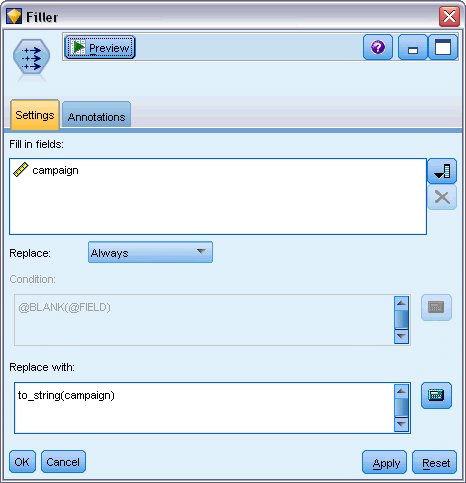 Filler
Preview
?
Settings
Annotations
Fill in fields:
campaign
Replace:
Always
Condition:
@BLANK(@FIELD)
Replace with:
to_string(campaign)
OK
Cancel
Apply
Reset